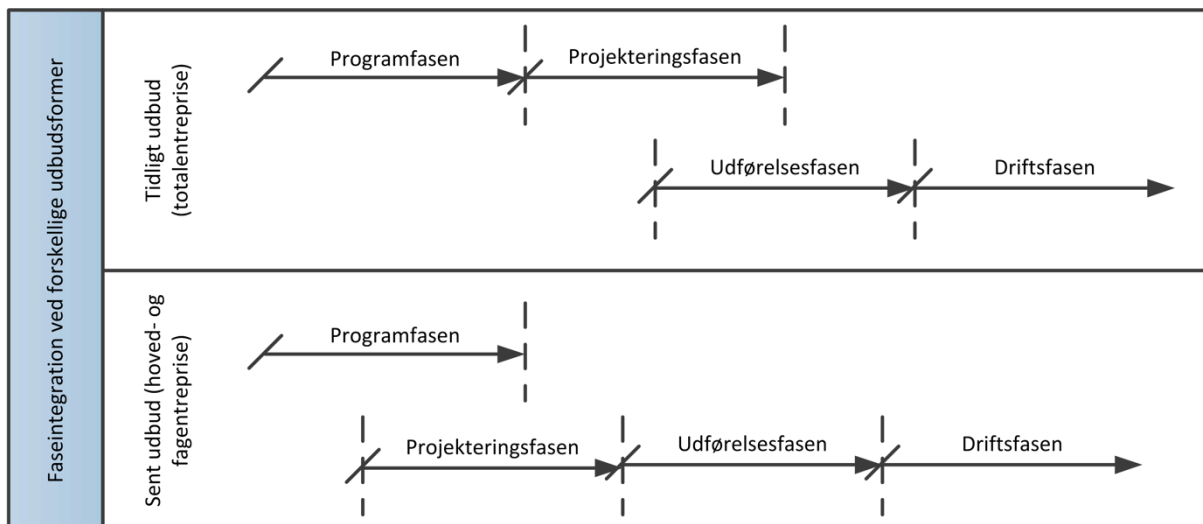 Faseintegration ved forskellige udbudsformer
Tidligt udbud
(totalentreprise)
Programfasen
Projekteringsfasen
Udførelsesfasen
Driftsfasen
Sent udbud (hoved- og
fagentreprise)
Programfasen
Projekteringsfasen
Udførelsesfasen
Driftsfasen